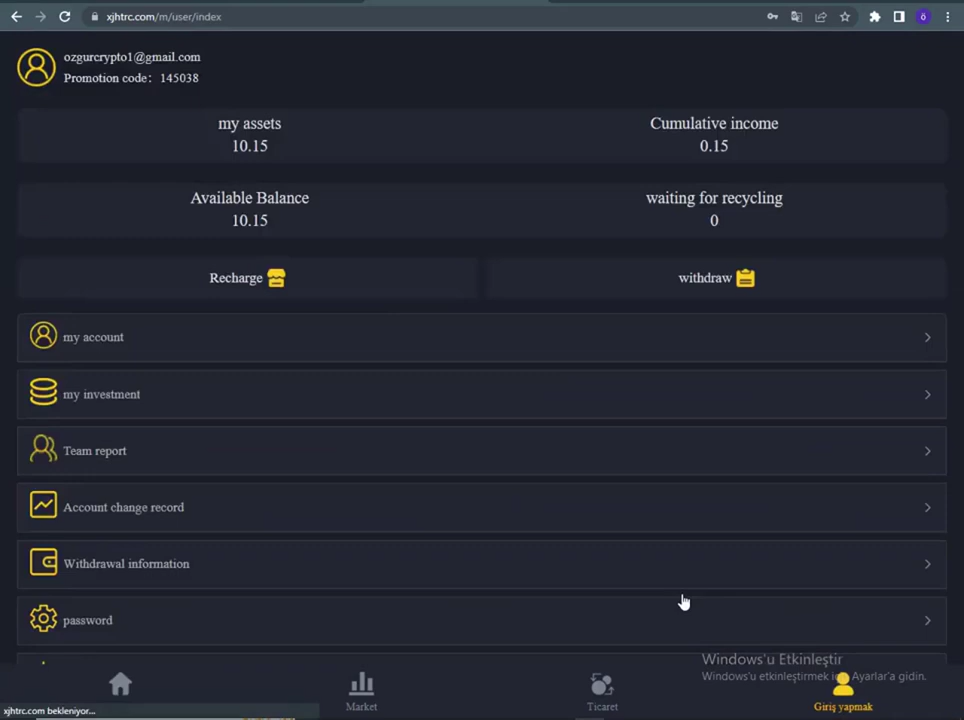 xjhtrc.com/m/user/index
ö
ozgurcrypto1@gmail.com
Promotion code: 145038
my assets
10.15
Cumulative income
0.15
Available Balance
10.15
waiting for recycling
0
Recharge
withdraw
my account
my investment
Team report
Account change record
Withdrawal information
password
Windows'u Etkinleştir
Windows'u etkinleştirmek için Ayarlar'a gidin.
Market
Ticaret
Giriş yapmak
xjhtrc.com bekleniyor...